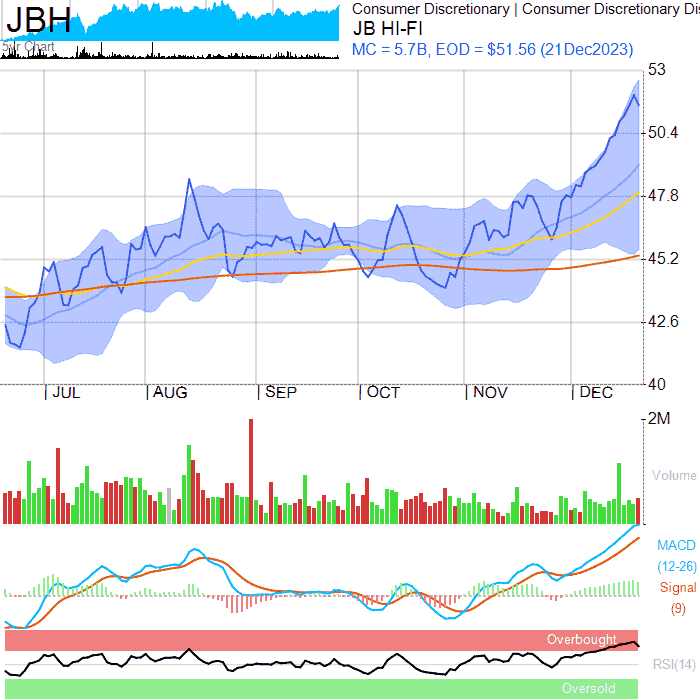 JBH
5yr Chart
Consumer Discretionary | Consumer Discretionary Dis
JB HI-FI
MC = 5.7B, EOD = $51.56 (21Dec2023)
53
50.4
47.8
45.2
42.6
40
JUL
AUG
SEP
OCT
NOV
DEC
2M
Volume
MACD
(12-26)
Signal
(9)
Overbought
RSI(14)
Oversold